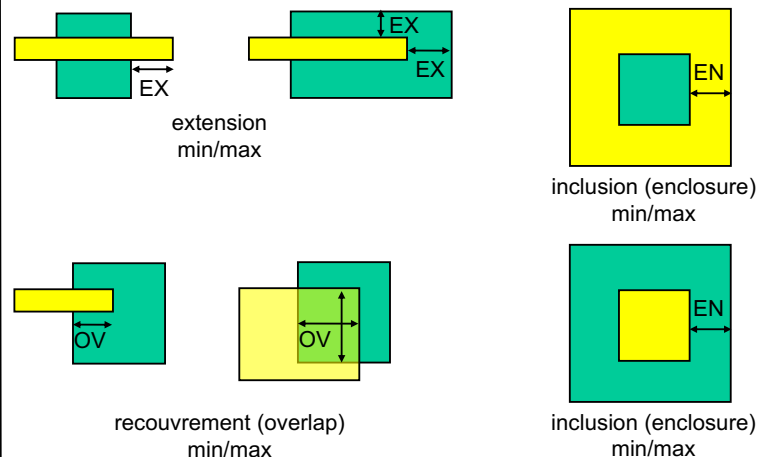 EX
EX
EX
extension
min/max
EN
inclusion (enclosure)
min/max
OV
OV
recouvrement (overlap)
min/max
EN
inclusion (enclosure)
min/max